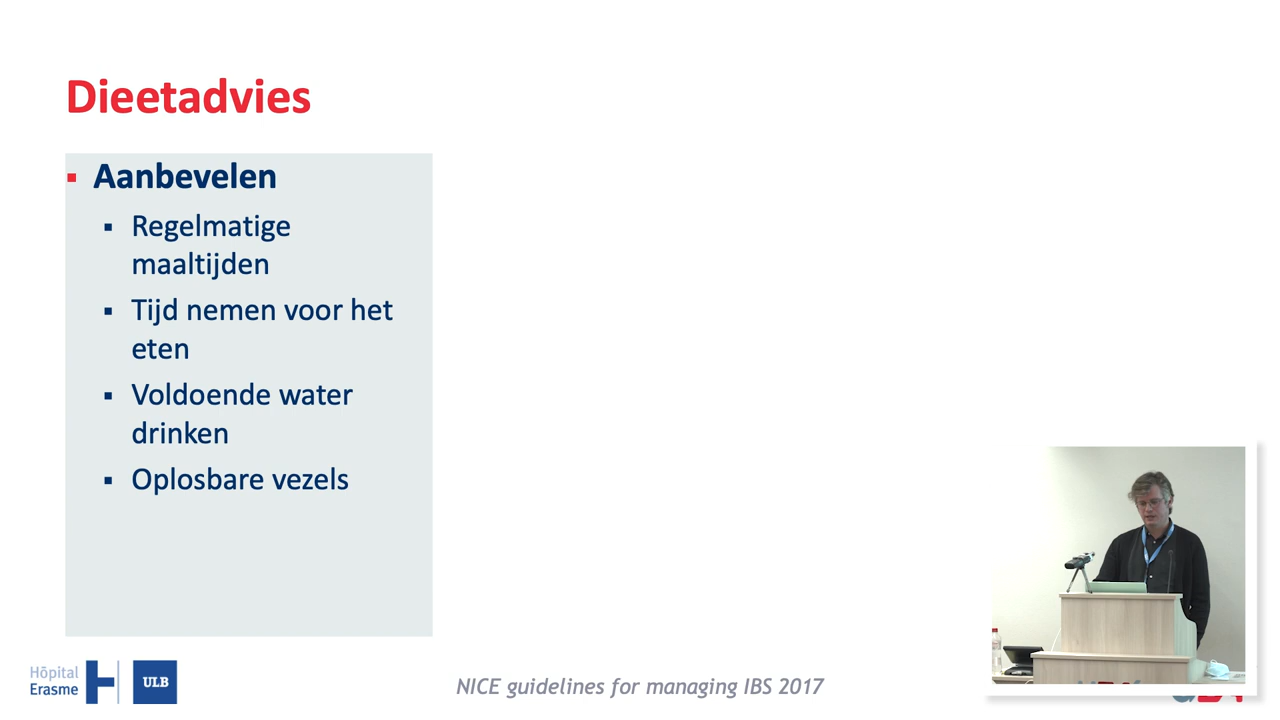 Dieetadvies
Aanbevelen
Regelmatige
maaltijden
Tijd nemen voor het
eten
Voldoende water
drinken
Oplosbare vezels
Hôpital
Erasme
ULB
NICE guidelines for managing IBS 2017